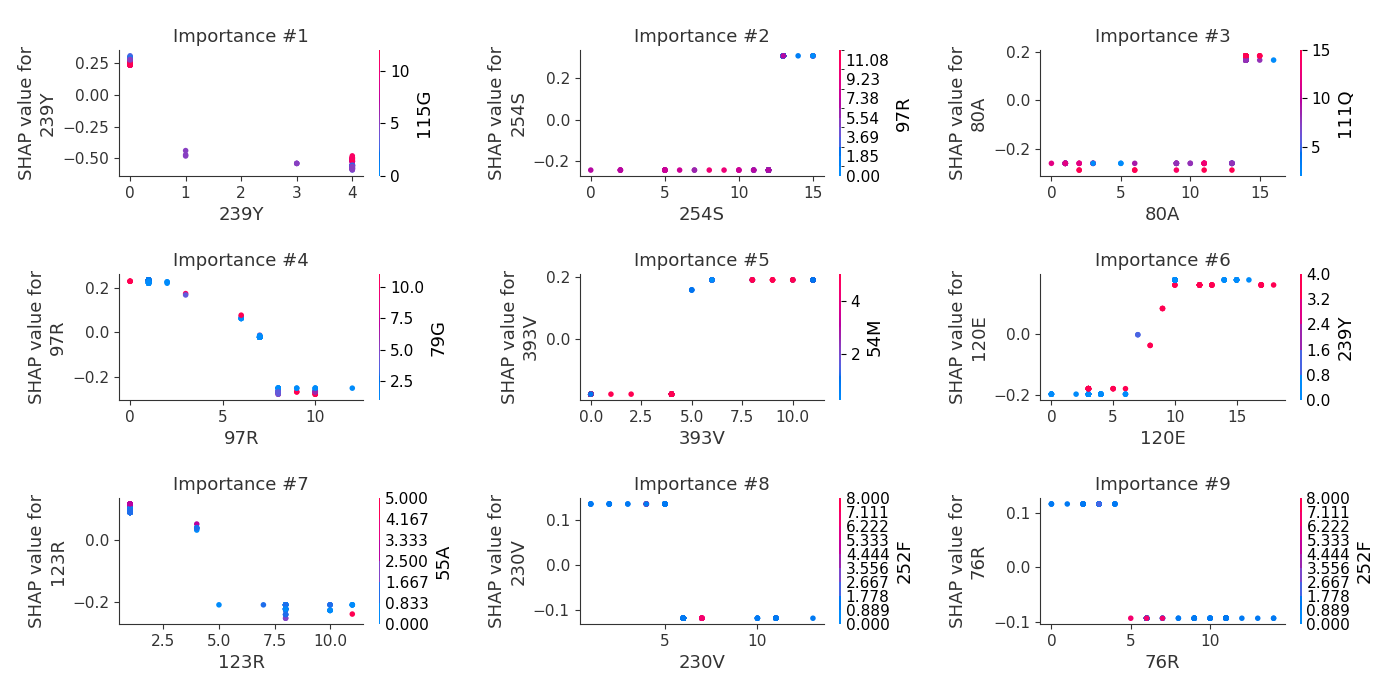 Importance #1
SHAP value for
239Y
0.25
0.00
−0.25
−0.50
0
1
2
3
4
239Y
10
5
0
115G
Importance #2
SHAP value for
254S
0.2
0.0
−0.2
0
5
10
15
254S
11.08
9.23
7.38
5.54
3.69
1.85
0.00
97R
Importance #3
SHAP value for
80A
0.2
0.0
−0.2
0
5
10
15
80A
15
10
5
111Q
Importance #4
SHAP value for
97R
0.2
0.0
−0.2
0
5
10
97R
10.0
7.5
5.0
2.5
79G
Importance #5
SHAP value for
393V
0.2
0.0
0.0
2.5
5.0
7.5
10.0
393V
4
2
54M
Importance #6
SHAP value for
120E
0.0
−0.2
0
5
10
15
120E
4.0
3.2
2.4
1.6
0.8
0.0
239Y
Importance #7
SHAP value for
123R
0.0
−0.2
2.5
5.0
7.5
10.0
123R
5.000
4.167
3.333
2.500
1.667
0.833
0.000
55A
Importance #8
SHAP value for
230V
0.1
0.0
−0.1
5
10
230V
8.000
7.111
6.222
5.333
4.444
3.556
2.667
1.778
0.889
0.000
252F
Importance #9
SHAP value for
76R
0.1
0.0
−0.1
0
5
10
76R
8.000
7.111
6.222
5.333
4.444
3.556
2.667
1.778
0.889
0.000
252F